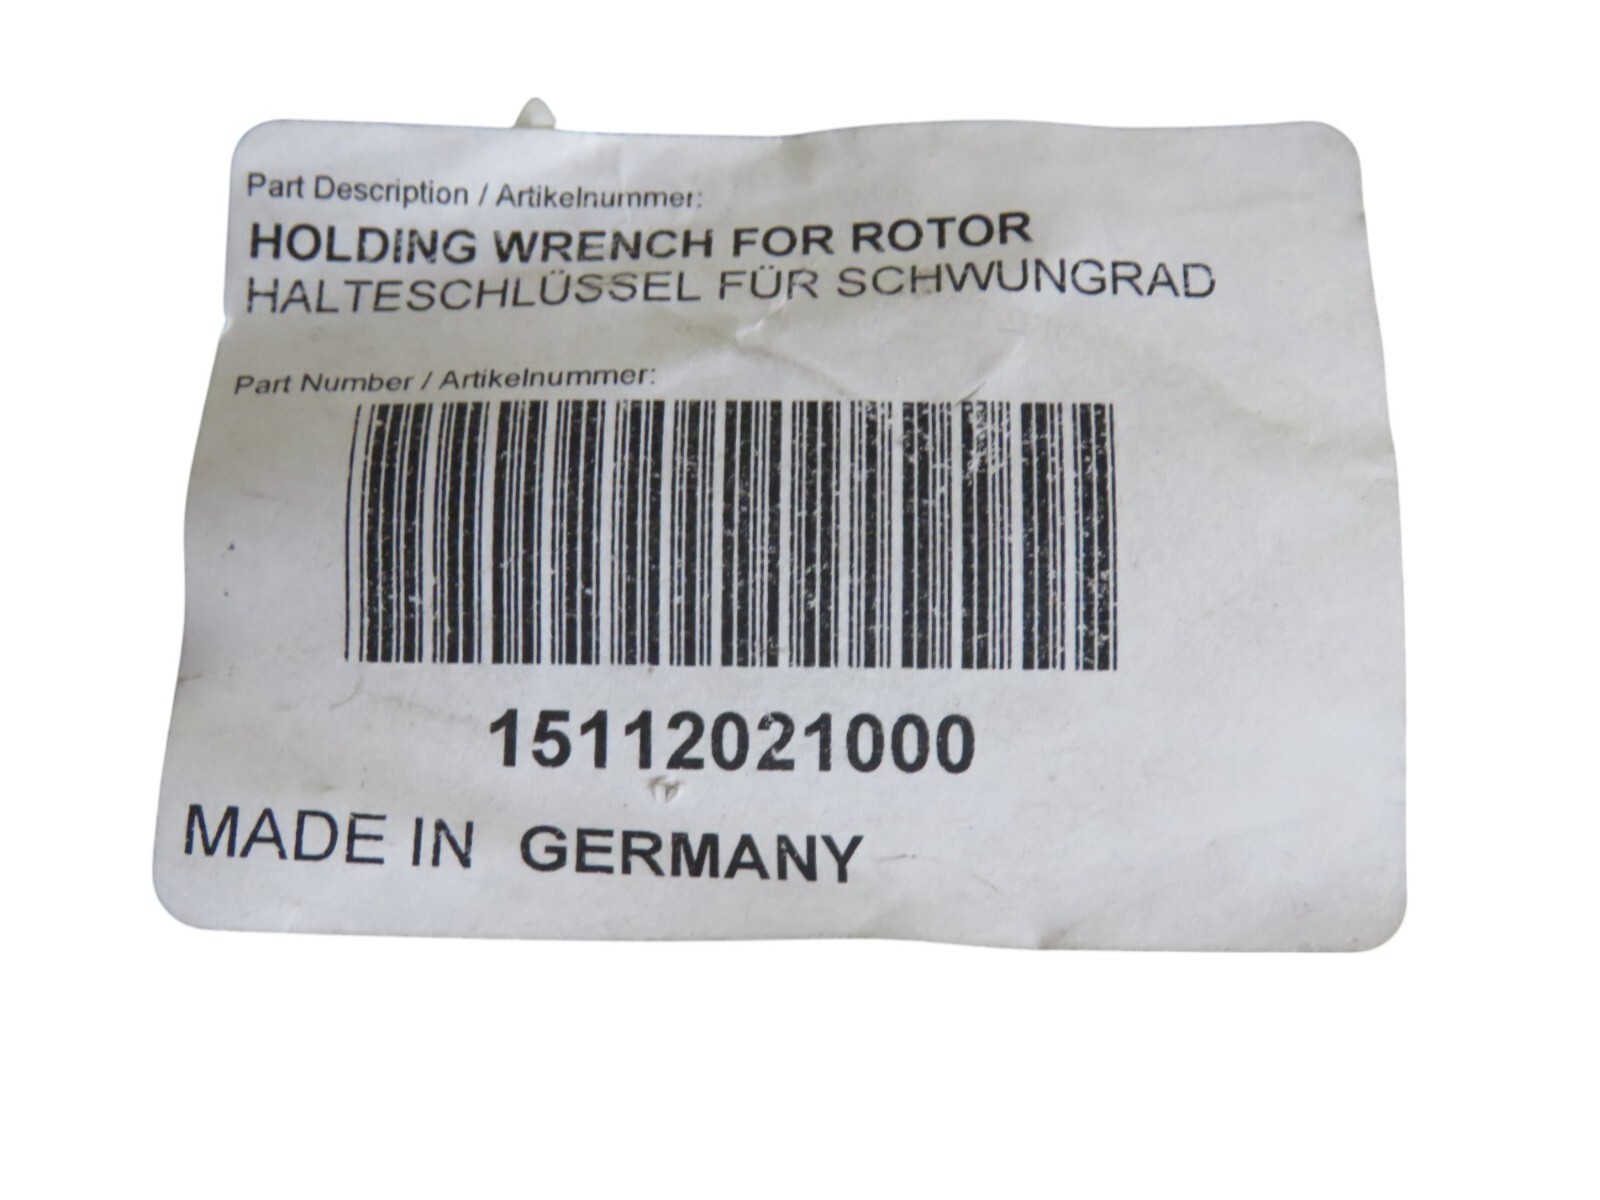 Part Description / Artikelnummer:
HOLDING WRENCH FOR ROTOR
HALTESCHLÜSSEL FÜR SCHWUNGRAD
Part Number / Artikelnummer:
15112021000
MADE IN GERMANY